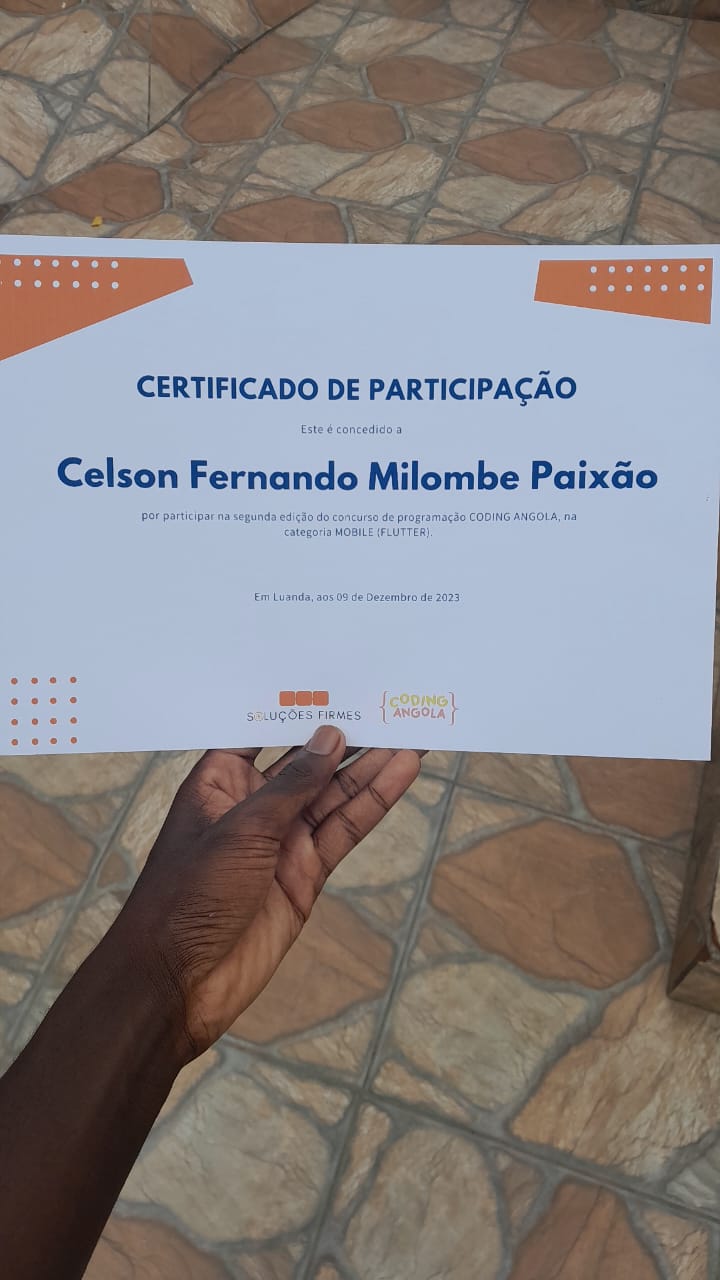 CERTIFICADO DE PARTICIPAÇÃO
Este é concedido a
Celson Fernando Milombe Paixão
por participar na segunda edição do concurso de programação CODING ANGOLA, na
categoria MOBILE (FLUTTER).
Em Luanda, aos 09 de Dezembro de 2023
SOLUÇÕES FIRMES
{CODING
ANGOLA}